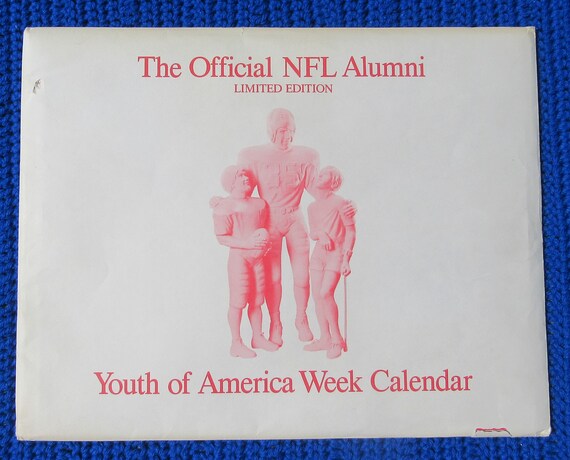 The Official NFL Alumni
LIMITED EDITION
Youth of America Week Calendar